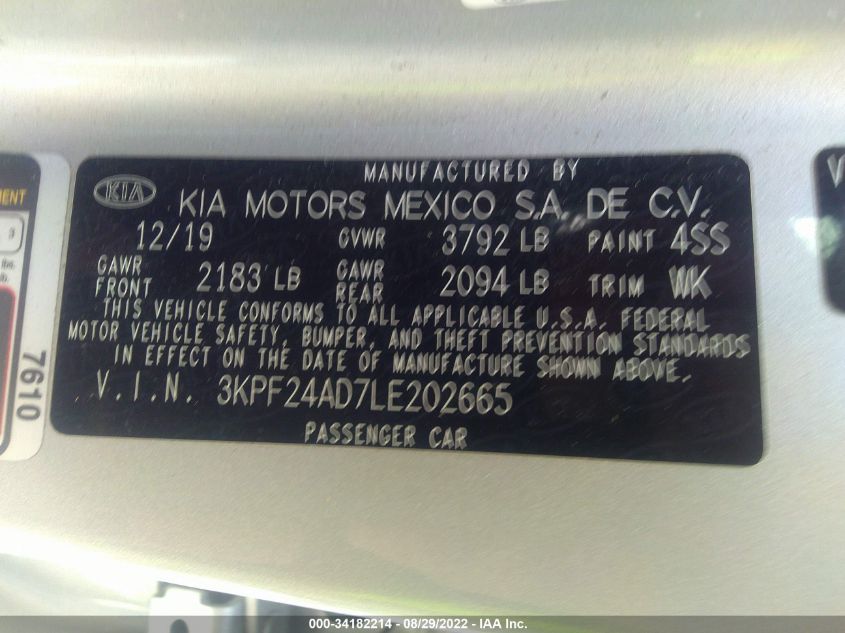 MANUFACTURED BY
KIA KIA MOTORS MEXICO S.A. DE C.V.
12/19 GVWR 3792 LB PAINT 4SS
GAWR FRONT 2183 LB GAWR REAR 2094 LB TRIM WK
THIS VEHICLE CONFORMS TO ALL APPLICABLE U.S.A. FEDERAL
MOTOR VEHICLE SAFETY, BUMPER, AND THEFT PREVENTION STANDARDS
IN EFFECT ON THE DATE OF MANUFACTURE SHOWN ABOVE.
V.I.N. 3KPF24AD7LE202665
PASSENGER CAR
7610
000-34182214 - 08/29/2022 - IAA Inc.